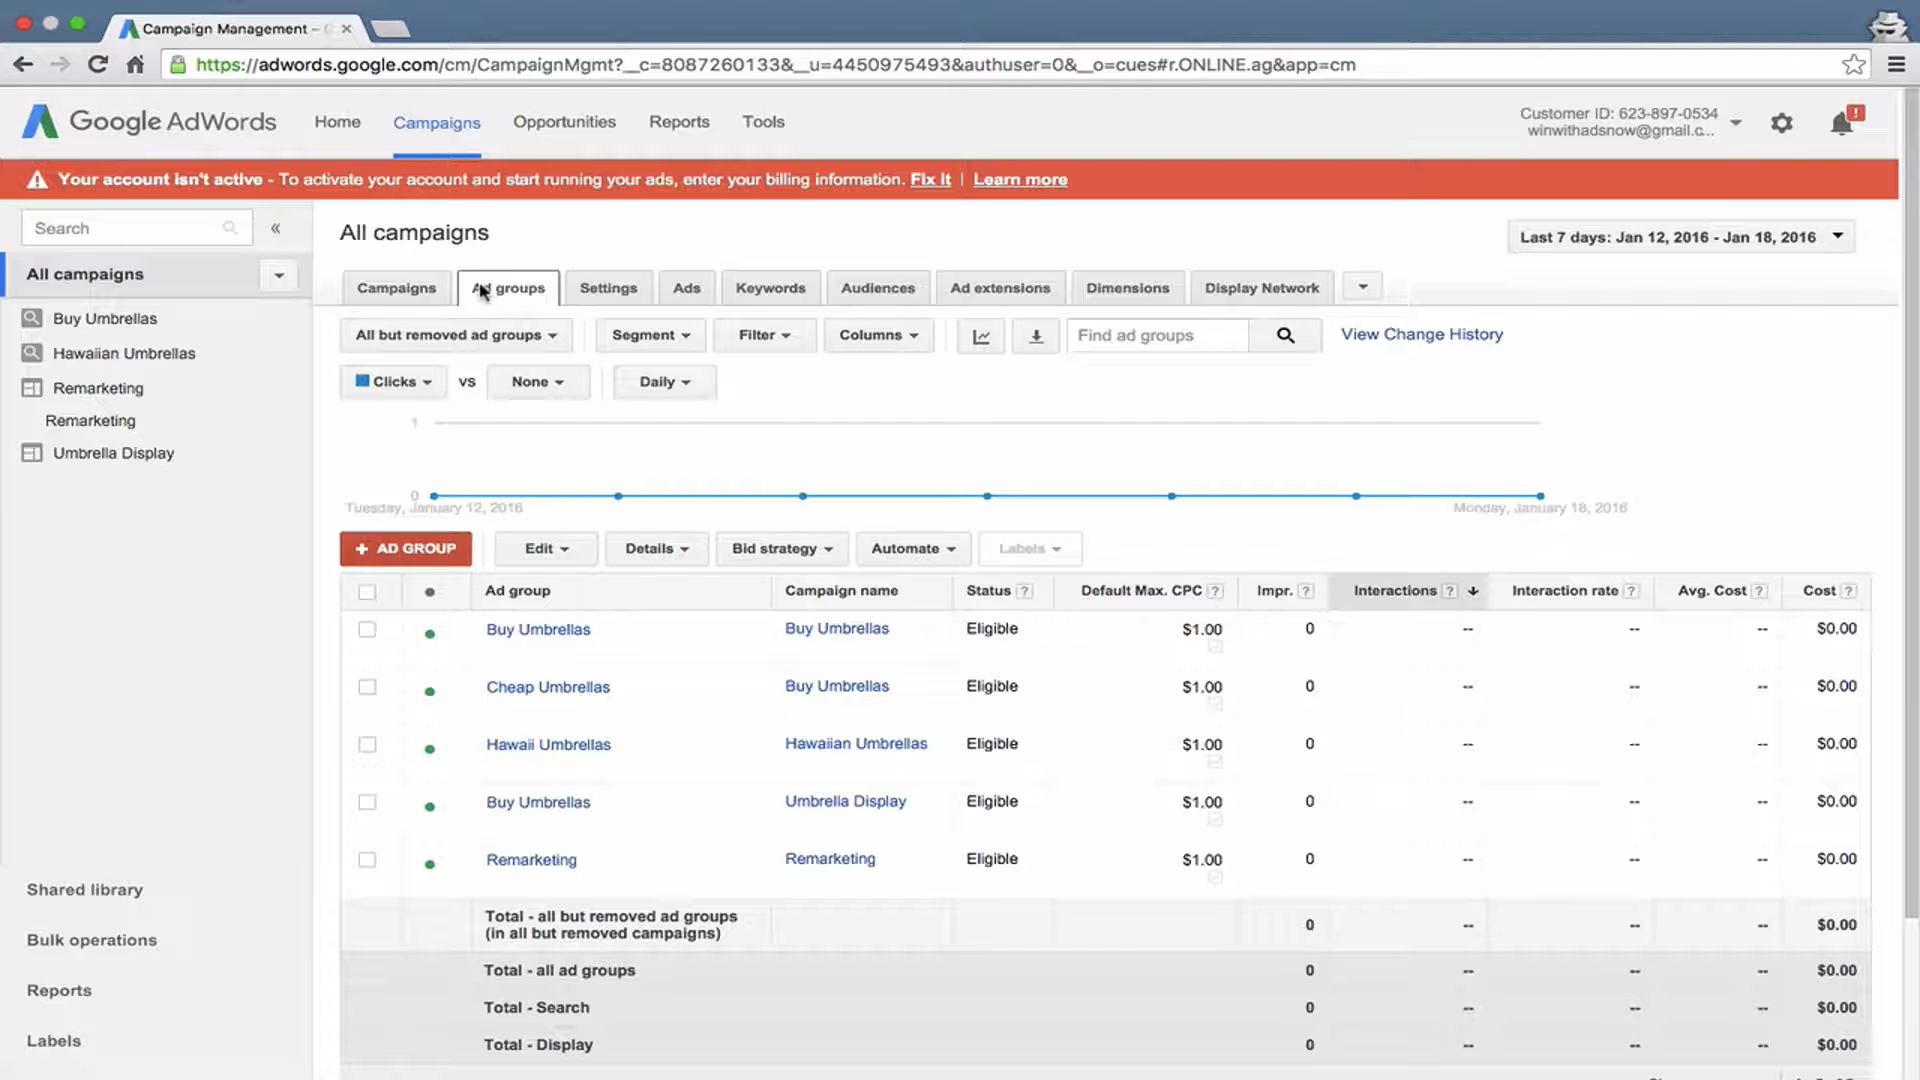 Campaign Management –
https://adwords.google.com/cm/CampaignMgmt?__c=8087260133&__u=4450975493&authuser=0&__o=cues#r.ONLINE.ag&app=cm
Google AdWords
Home
Campaigns
Opportunities
Reports
Tools
Customer ID: 623-897-0534
winwithadsnow@gmail.c...
!
Your account isn't active - To activate your account and start running your ads, enter your billing information. Fix It | Learn more
Search
«
All campaigns
Buy Umbrellas
Hawaiian Umbrellas
Remarketing
Remarketing
Umbrella Display
Shared library
Bulk operations
Reports
Labels
All campaigns
Last 7 days: Jan 12, 2016 - Jan 18, 2016
Campaigns
Ad groups
Settings
Ads
Keywords
Audiences
Ad extensions
Dimensions
Display Network
All but removed ad groups
Segment
Filter
Columns
Find ad groups
View Change History
Clicks
vs
None
Daily
1
0
Tuesday, January 12, 2016
Monday, January 18, 2016
+ AD GROUP
Edit
Details
Bid strategy
Automate
Labels
Ad group Campaign name Status ? Default Max. CPC ? Impr. ? Interactions ? Interaction rate ? Avg. Cost ? Cost ?
Buy Umbrellas Buy Umbrellas Eligible $1.00 0 -- -- -- $0.00
Cheap Umbrellas Buy Umbrellas Eligible $1.00 0 -- -- -- $0.00
Hawaii Umbrellas Hawaiian Umbrellas Eligible $1.00 0 -- -- -- $0.00
Buy Umbrellas Umbrella Display Eligible $1.00 0 -- -- -- $0.00
Remarketing Remarketing Eligible $1.00 0 -- -- -- $0.00
Total - all but removed ad groups
(in all but removed campaigns) 0 -- -- -- $0.00
Total - all ad groups 0 -- -- -- $0.00
Total - Search 0 -- -- -- $0.00
Total - Display 0 -- -- -- $0.00